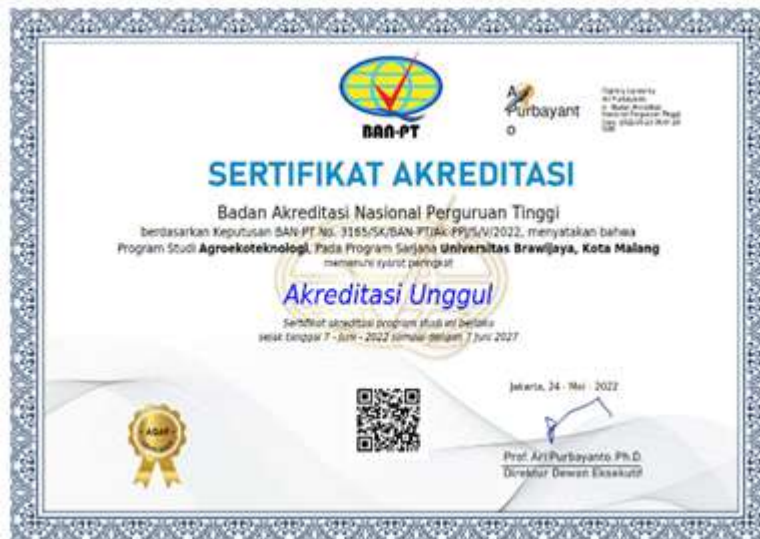 BAN-PT
Ari
Purbayant
o
SERTIFIKAT AKREDITASI
Badan Akreditasi Nasional Perguruan Tinggi
berdasarkan Keputusan BAN-PT No. 3165/SK/BAN-PT/Ak-PPJ/S/V/2022, menyatakan bahwa
Program Studi Agroekoteknologi, Pada Program Sarjana Universitas Brawijaya, Kota Malang
memenuhi syarat peringkat
Akreditasi Unggul
Sertifikat akreditasi program studi ini berlaku
sejak tanggal 7 - Juni - 2022 sampai dengan 7 Juni 2027
Jakarta, 24 - Mei - 2022
Prof. Ari Purbayanto, Ph.D
Direktur Dewan Eksekutif